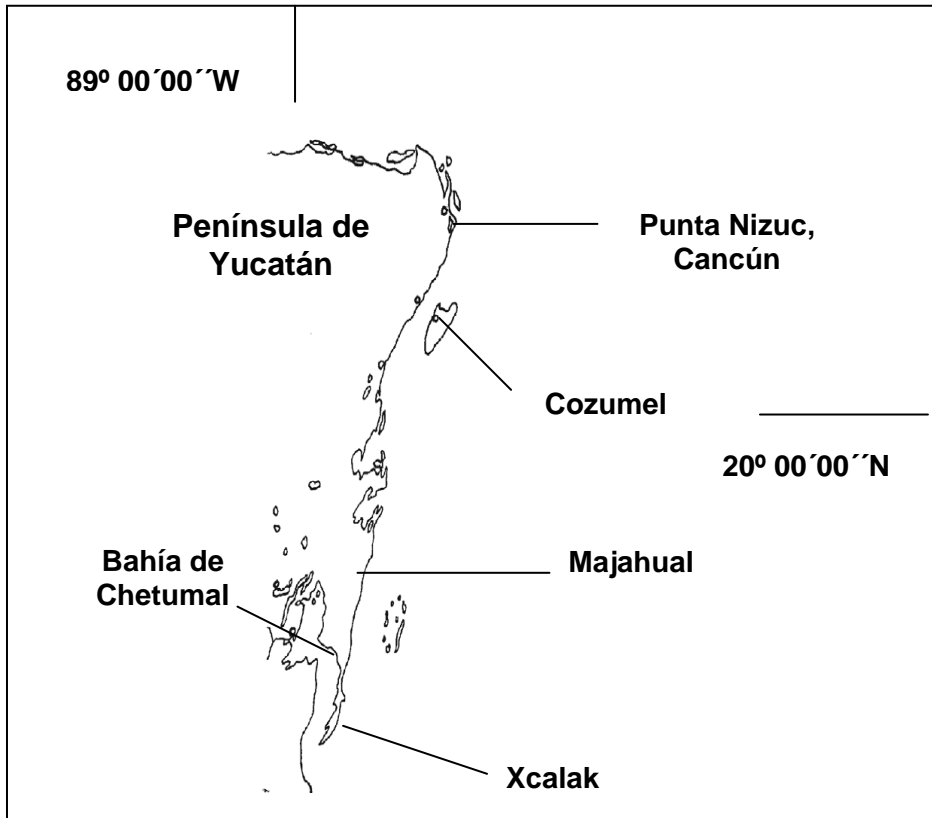 89º 00´00´´W
Península de
Yucatán
Punta Nizuc,
Cancún
Cozumel
20º 00´00´´N
Bahía de
Chetumal
Majahual
Xcalak